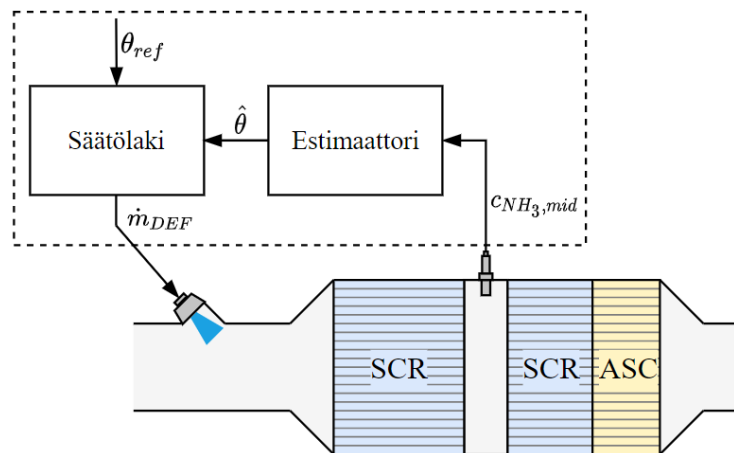 θ_ref
Säätölaki
θ̂
Estimaattori
ṁ_DEF
c_NH₃,mid
SCR
SCR
ASC